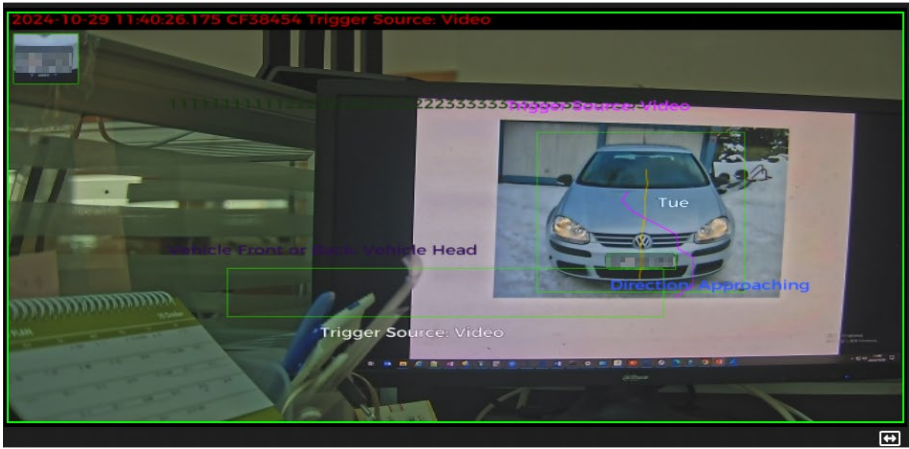 2024-10-29 11:40:26.175 CF38454 Trigger Source: Video
Trigger Source: Video
Tue
Vehicle Front or Back: Vehicle Head
Direction: Approaching
Trigger Source: Video
PLAN